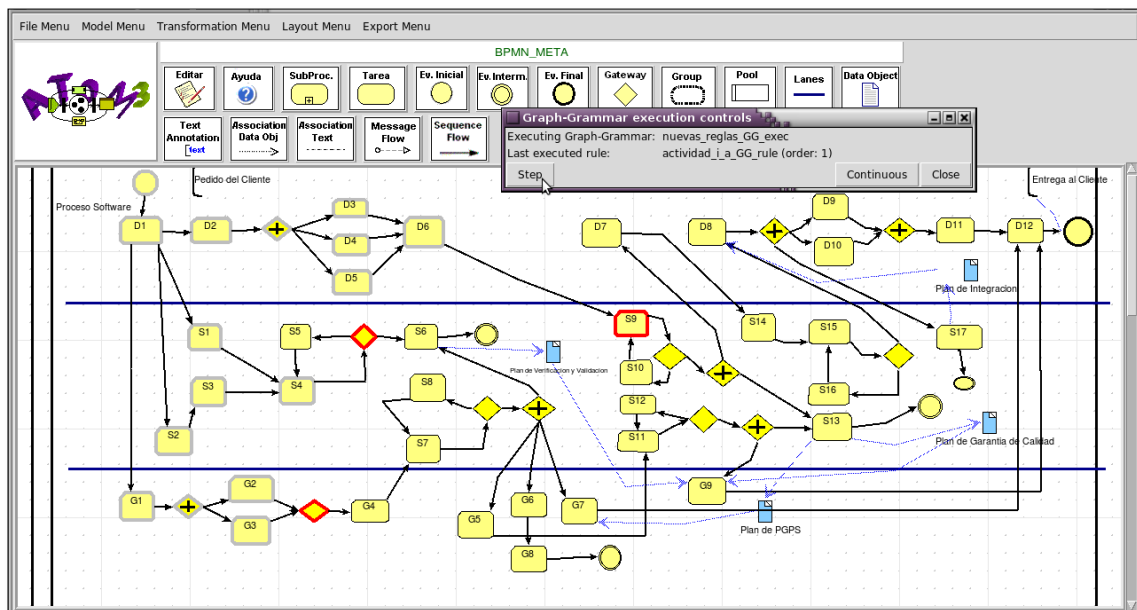 File Menu Model Menu Transformation Menu Layout Menu Export Menu
ATOM3
BPMN_META
Editar Ayuda SubProc. Tarea Ev. Inicial Ev. Interm. Ev. Final Gateway Group Pool Lanes Data Object
Text Annotation
[text
Association Data Obj
Association Text
Message Flow
Sequence Flow
Graph-Grammar execution controls
Executing Graph-Grammar: nuevas_reglas_GG_exec
Last executed rule: actividad_i_a_GG_rule (order: 1)
Step Continuous Close
Pedido del Cliente
Entrega al Cliente
Proceso Software
D1 D2 D3 D4 D5 D6 D7 D8 D9 D10 D11 D12
Plan de Integracion
S1 S2 S3 S4 S5 S6 S7 S8 S9 S10 S11 S12 S13 S14 S15 S16 S17
Plan de Verificacion y Validacion
Plan de Garantia de Calidad
G1 G2 G3 G4 G5 G6 G7 G8 G9
Plan de PGPS